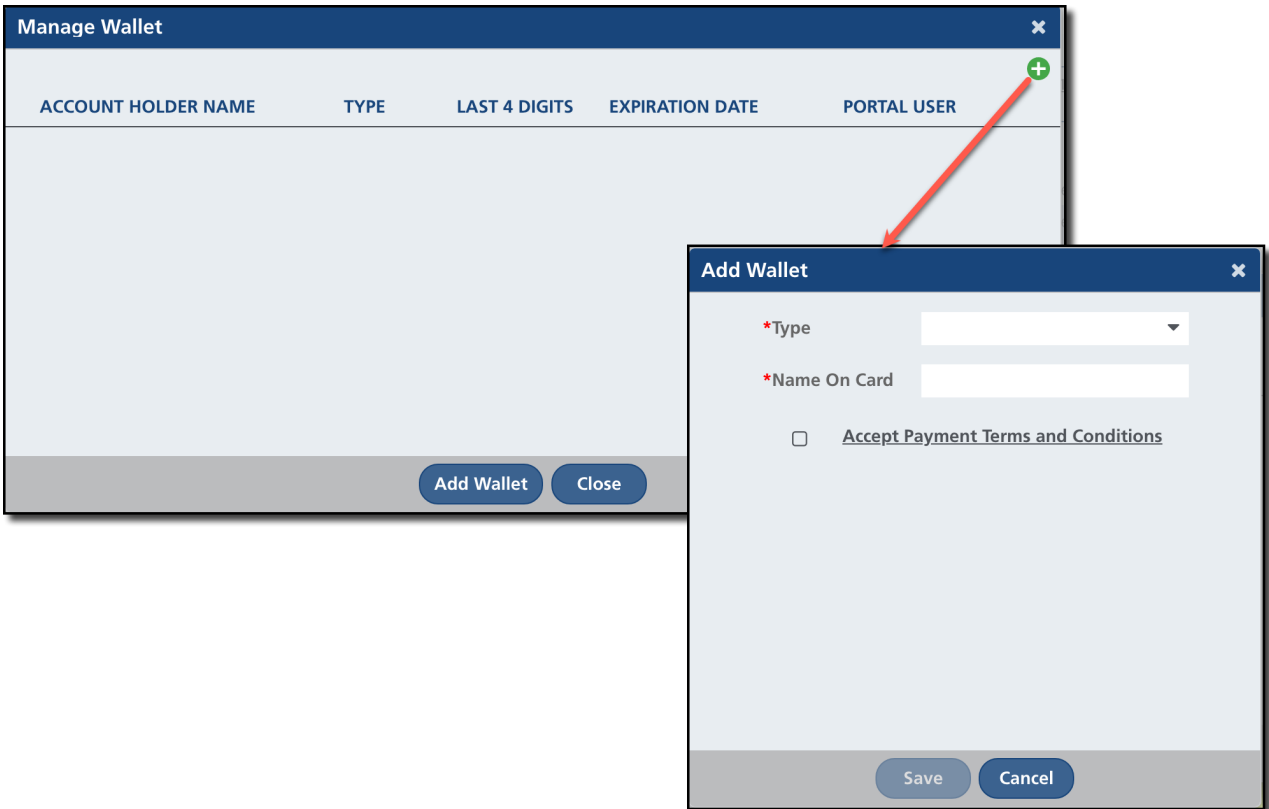 Manage Wallet
ACCOUNT HOLDER NAME TYPE LAST 4 DIGITS EXPIRATION DATE PORTAL USER
Add Wallet Close
Add Wallet
*Type
*Name On Card
Accept Payment Terms and Conditions
Save Cancel